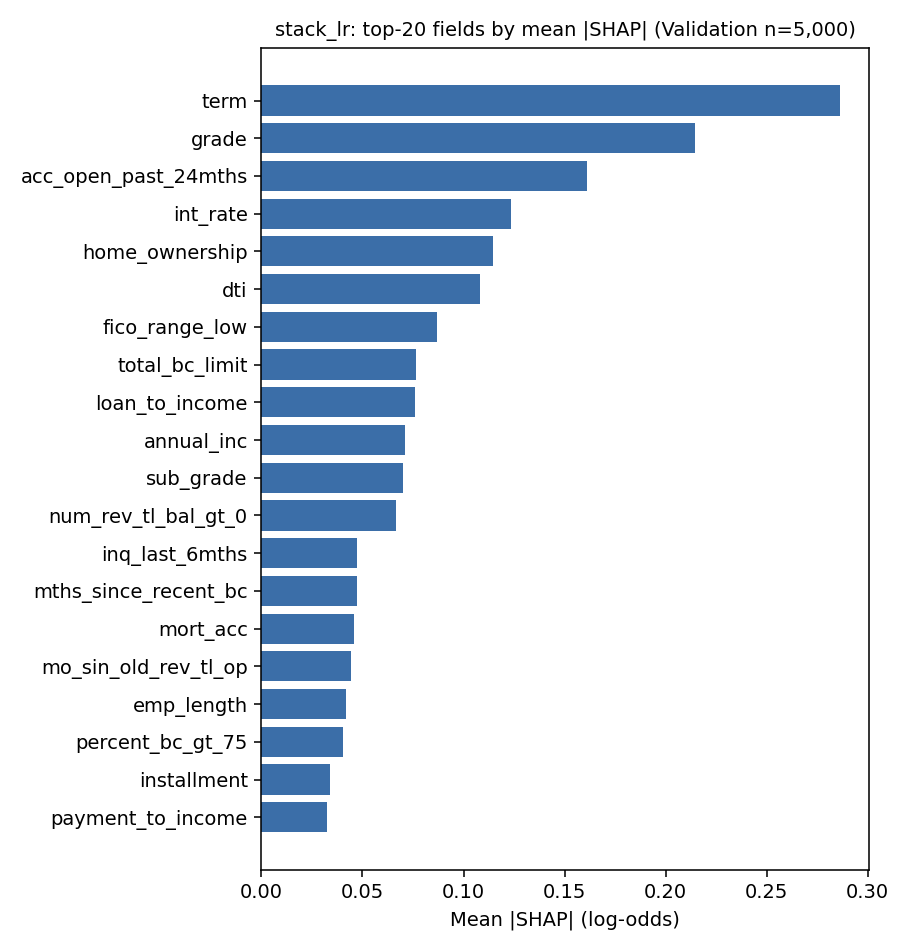 stack_lr: top-20 fields by mean |SHAP| (Validation n=5,000)
term
grade
acc_open_past_24mths
int_rate
home_ownership
dti
fico_range_low
total_bc_limit
loan_to_income
annual_inc
sub_grade
num_rev_tl_bal_gt_0
inq_last_6mths
mths_since_recent_bc
mort_acc
mo_sin_old_rev_tl_op
emp_length
percent_bc_gt_75
installment
payment_to_income
0.00 0.05 0.10 0.15 0.20 0.25 0.30
Mean |SHAP| (log-odds)